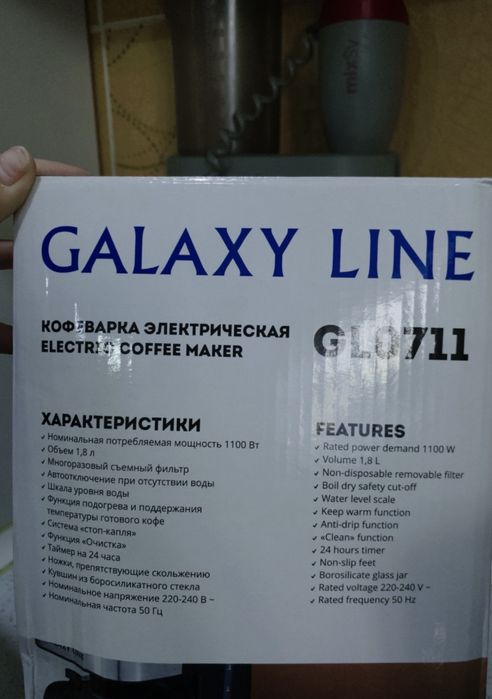 mixSy
GALAXY LINE
КОФЕВАРКА ЭЛЕКТРИЧЕСКАЯ
ELECTRIC COFFEE MAKER
GL0711
ХАРАКТЕРИСТИКИ
✓ Номинальная потребляемая мощность 1100 Вт
✓ Объем 1,8 л
✓ Многоразовый съемный фильтр
✓ Автоотключение при отсутствии воды
✓ Шкала уровня воды
✓ Функция подогрева и поддержания
температуры готового кофе
✓ Система «стоп-капля»
✓ Функция «Очистка»
✓ Таймер на 24 часа
✓ Ножки, препятствующие скольжению
✓ Кувшин из боросиликатного стекла
✓ Номинальное напряжение 220-240 В ~
✓ Номинальная частота 50 Гц
FEATURES
✓ Rated power demand 1100 W
✓ Volume 1,8 L
✓ Non-disposable removable filter
✓ Boil dry safety cut-off
✓ Water level scale
✓ Keep warm function
✓ Anti-drip function
✓ «Clean» function
✓ 24 hours timer
✓ Non-slip feet
✓ Borosilicate glass jar
✓ Rated voltage 220-240 V ~
✓ Rated frequency 50 Hz
GALAXY LINE